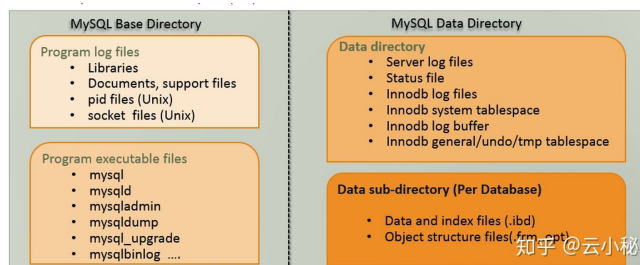 MySQL Base Directory
Program log files
• Libraries
• Documents, support files
• pid files (Unix)
• socket files (Unix)
Program executable files
• mysql
• mysqld
• mysqladmin
• mysqldump
• mysql_upgrade
• mysqlbinlog ....
MySQL Data Directory
Data directory
• Server log files
• Status file
• Innodb log files
• Innodb system tablespace
• Innodb log buffer
• Innodb general/undo/tmp tablespace
Data sub-directory (Per Database)
• Data and index files (.ibd)
• Object structure files(.frm, .opt)
知乎 @云小秘